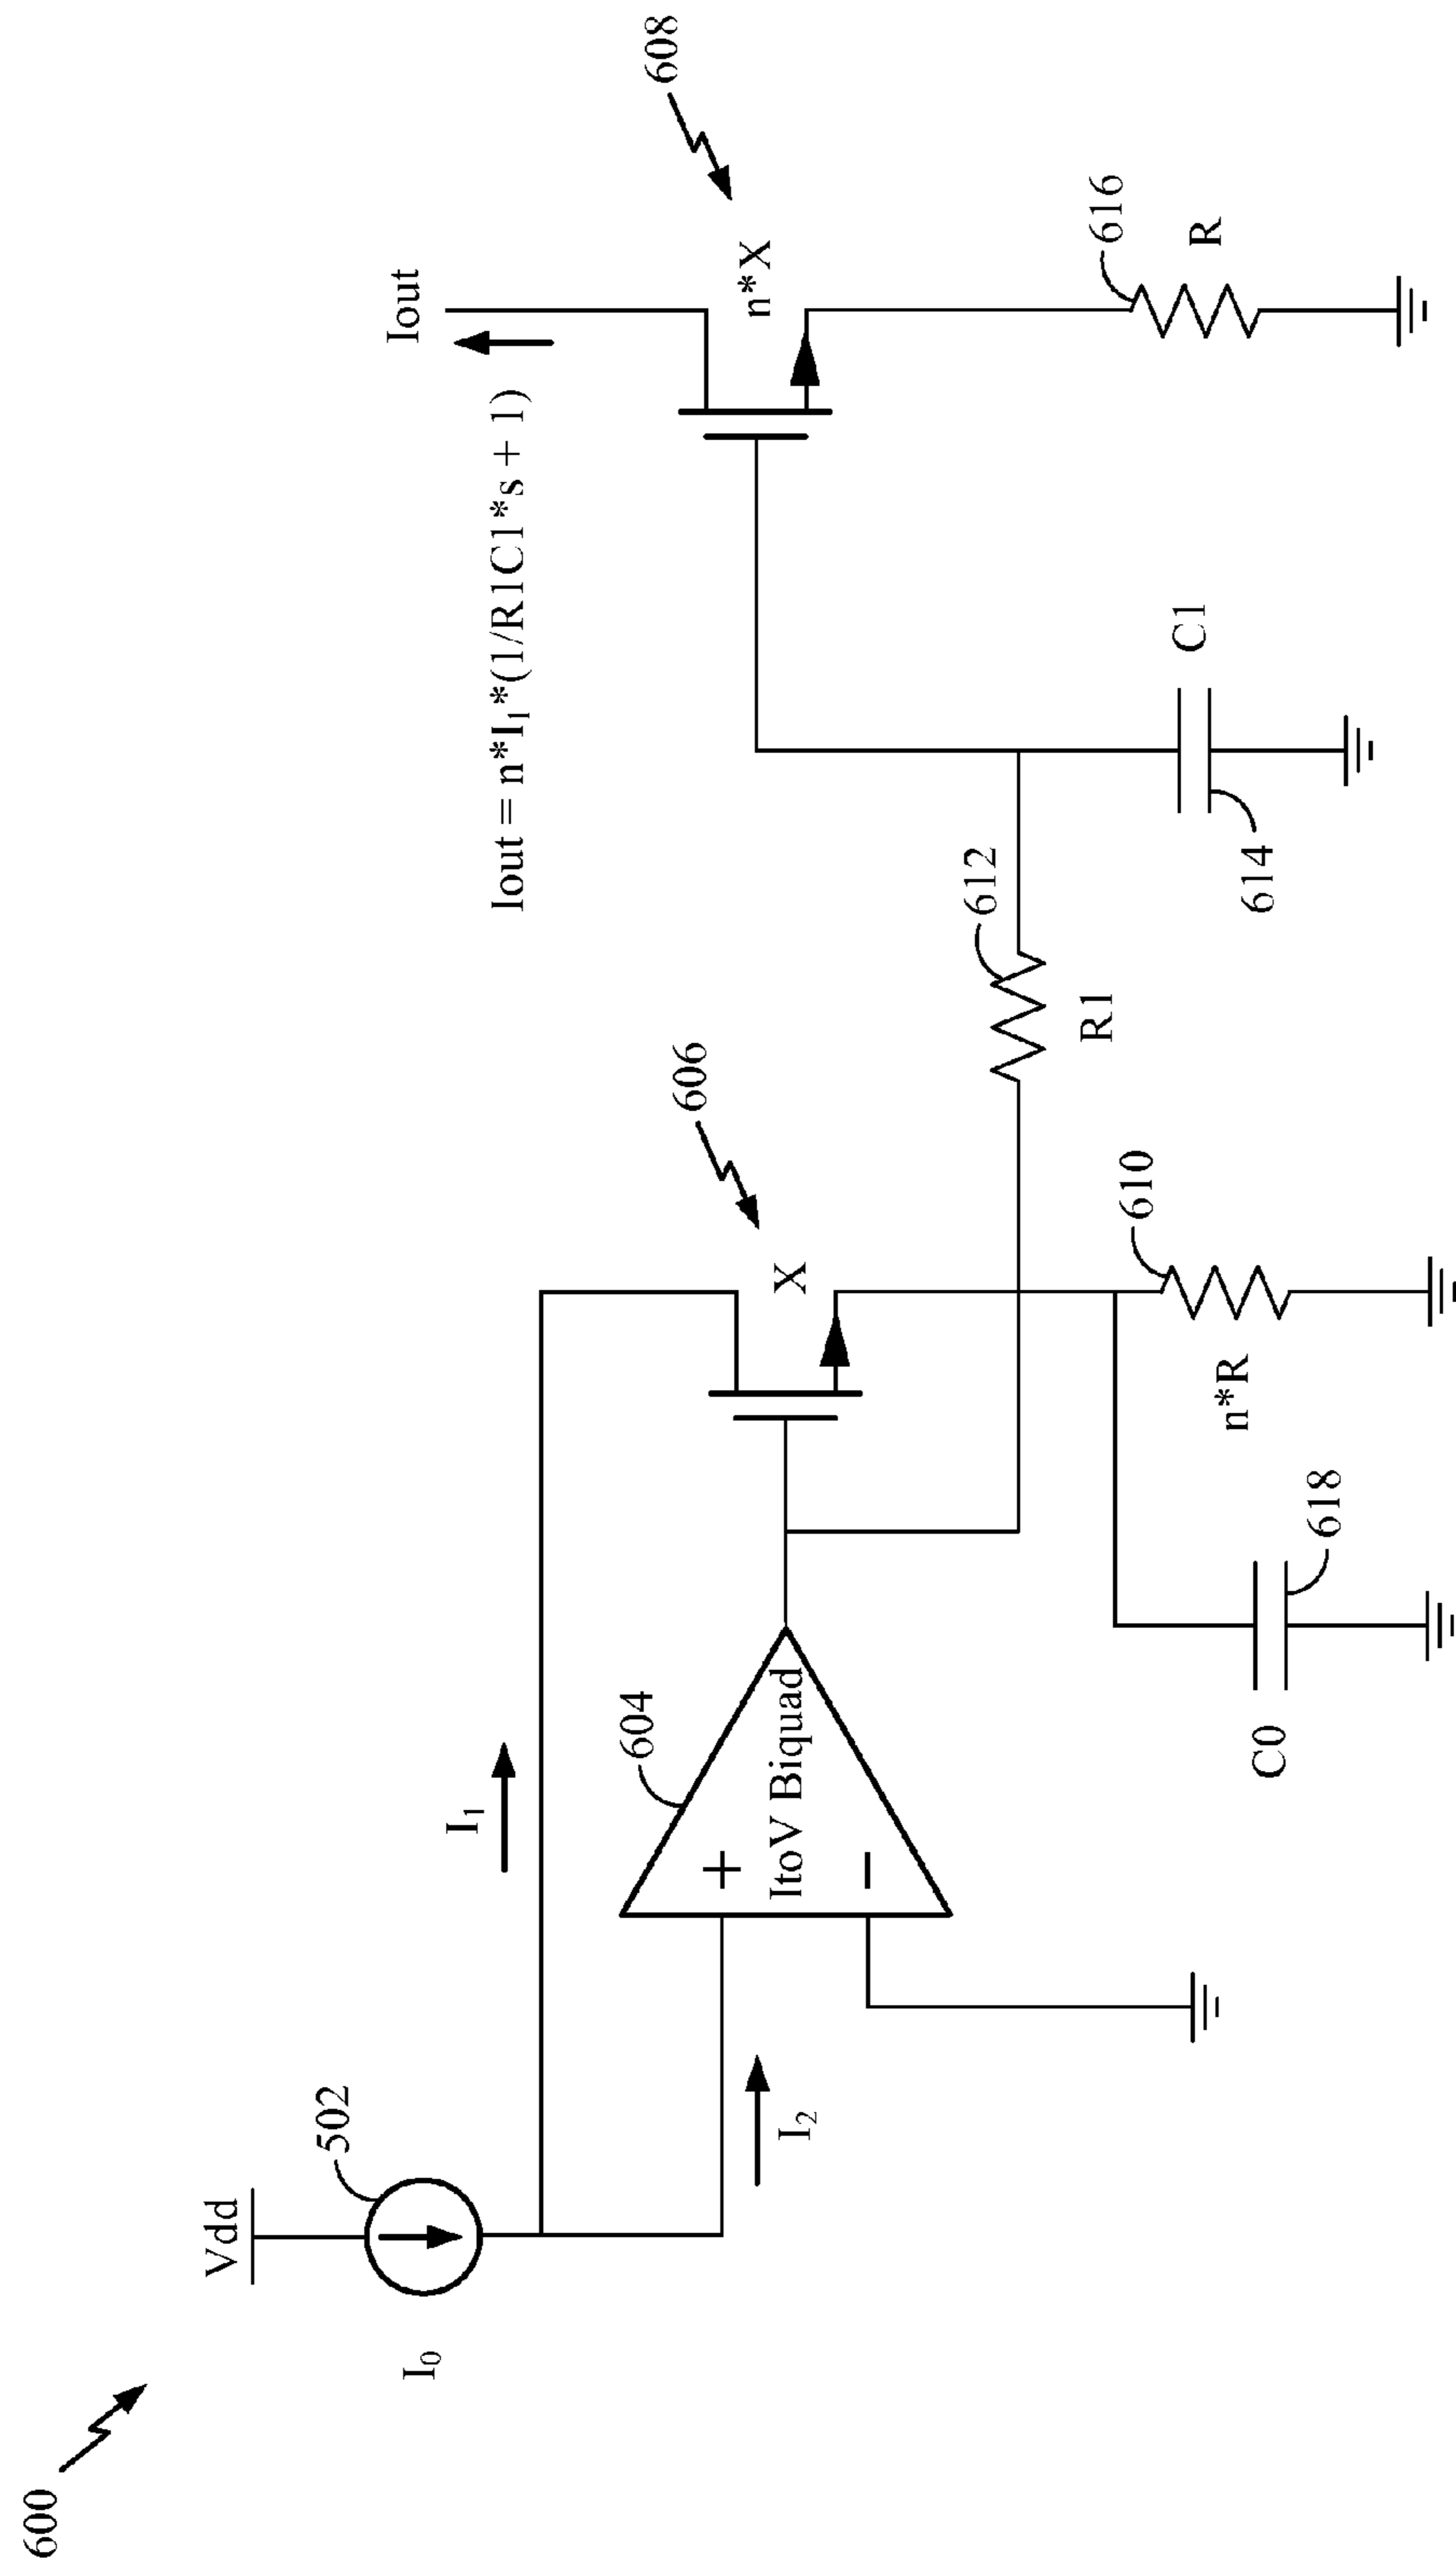 600
Vdd
502
I₀
I₁
I₂
604
+
−
ItoV Biquad
606
X
C0
618
n*R
610
612
R1
Iout
Iout = n*I₁*(1/R1C1*s + 1)
608
n*X
614
C1
616
R